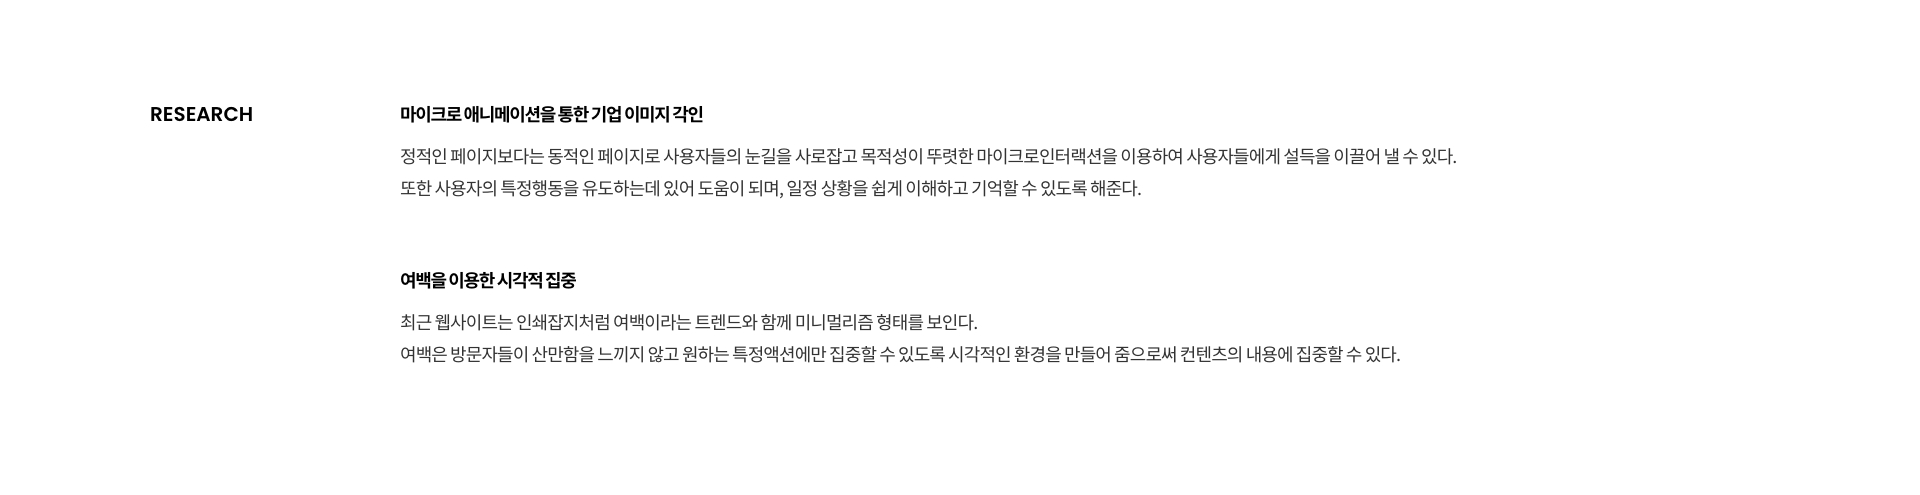 RESEARCH
마이크로 애니메이션을 통한 기업 이미지 각인
정적인 페이지보다는 동적인 페이지로 사용자들의 눈길을 사로잡고 목적성이 뚜렷한 마이크로인터랙션을 이용하여 사용자들에게 설득을 이끌어 낼 수 있다.
또한 사용자의 특정행동을 유도하는데 있어 도움이 되며, 일정 상황을 쉽게 이해하고 기억할 수 있도록 해준다.
여백을 이용한 시각적 집중
최근 웹사이트는 인쇄잡지처럼 여백이라는 트렌드와 함께 미니멀리즘 형태를 보인다.
여백은 방문자들이 산만함을 느끼지 않고 원하는 특정액션에만 집중할 수 있도록 시각적인 환경을 만들어 줌으로써 컨텐츠의 내용에 집중할 수 있다.